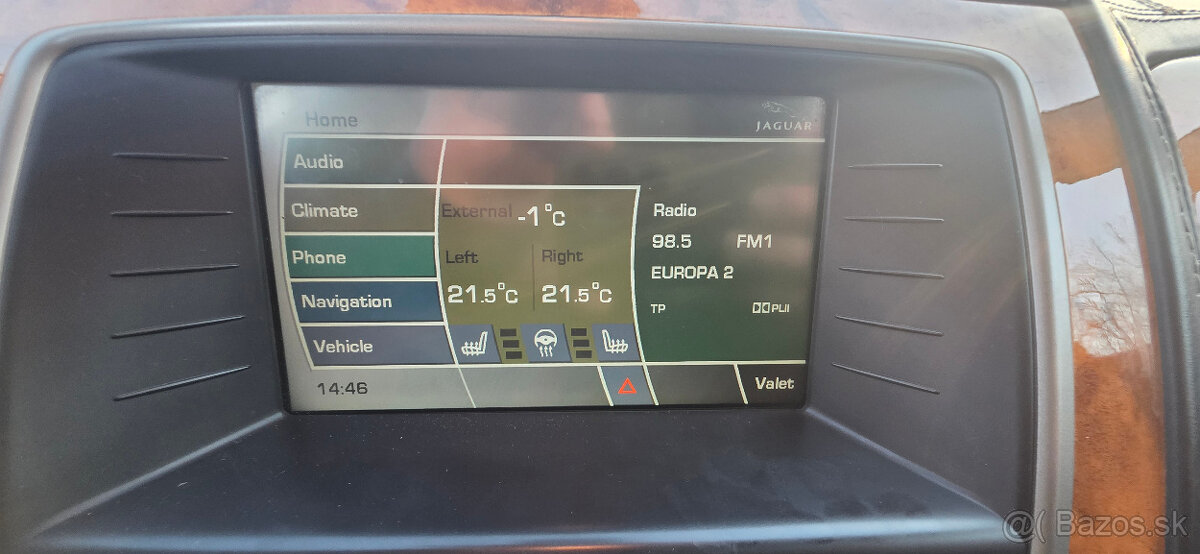 Home
JAGUAR
Audio
Climate
Phone
Navigation
Vehicle
External -1°C
Left Right
21.5°C 21.5°C
Radio
98.5 FM1
EUROPA 2
TP DD PLII
14:46
Valet
@( Bazos.sk